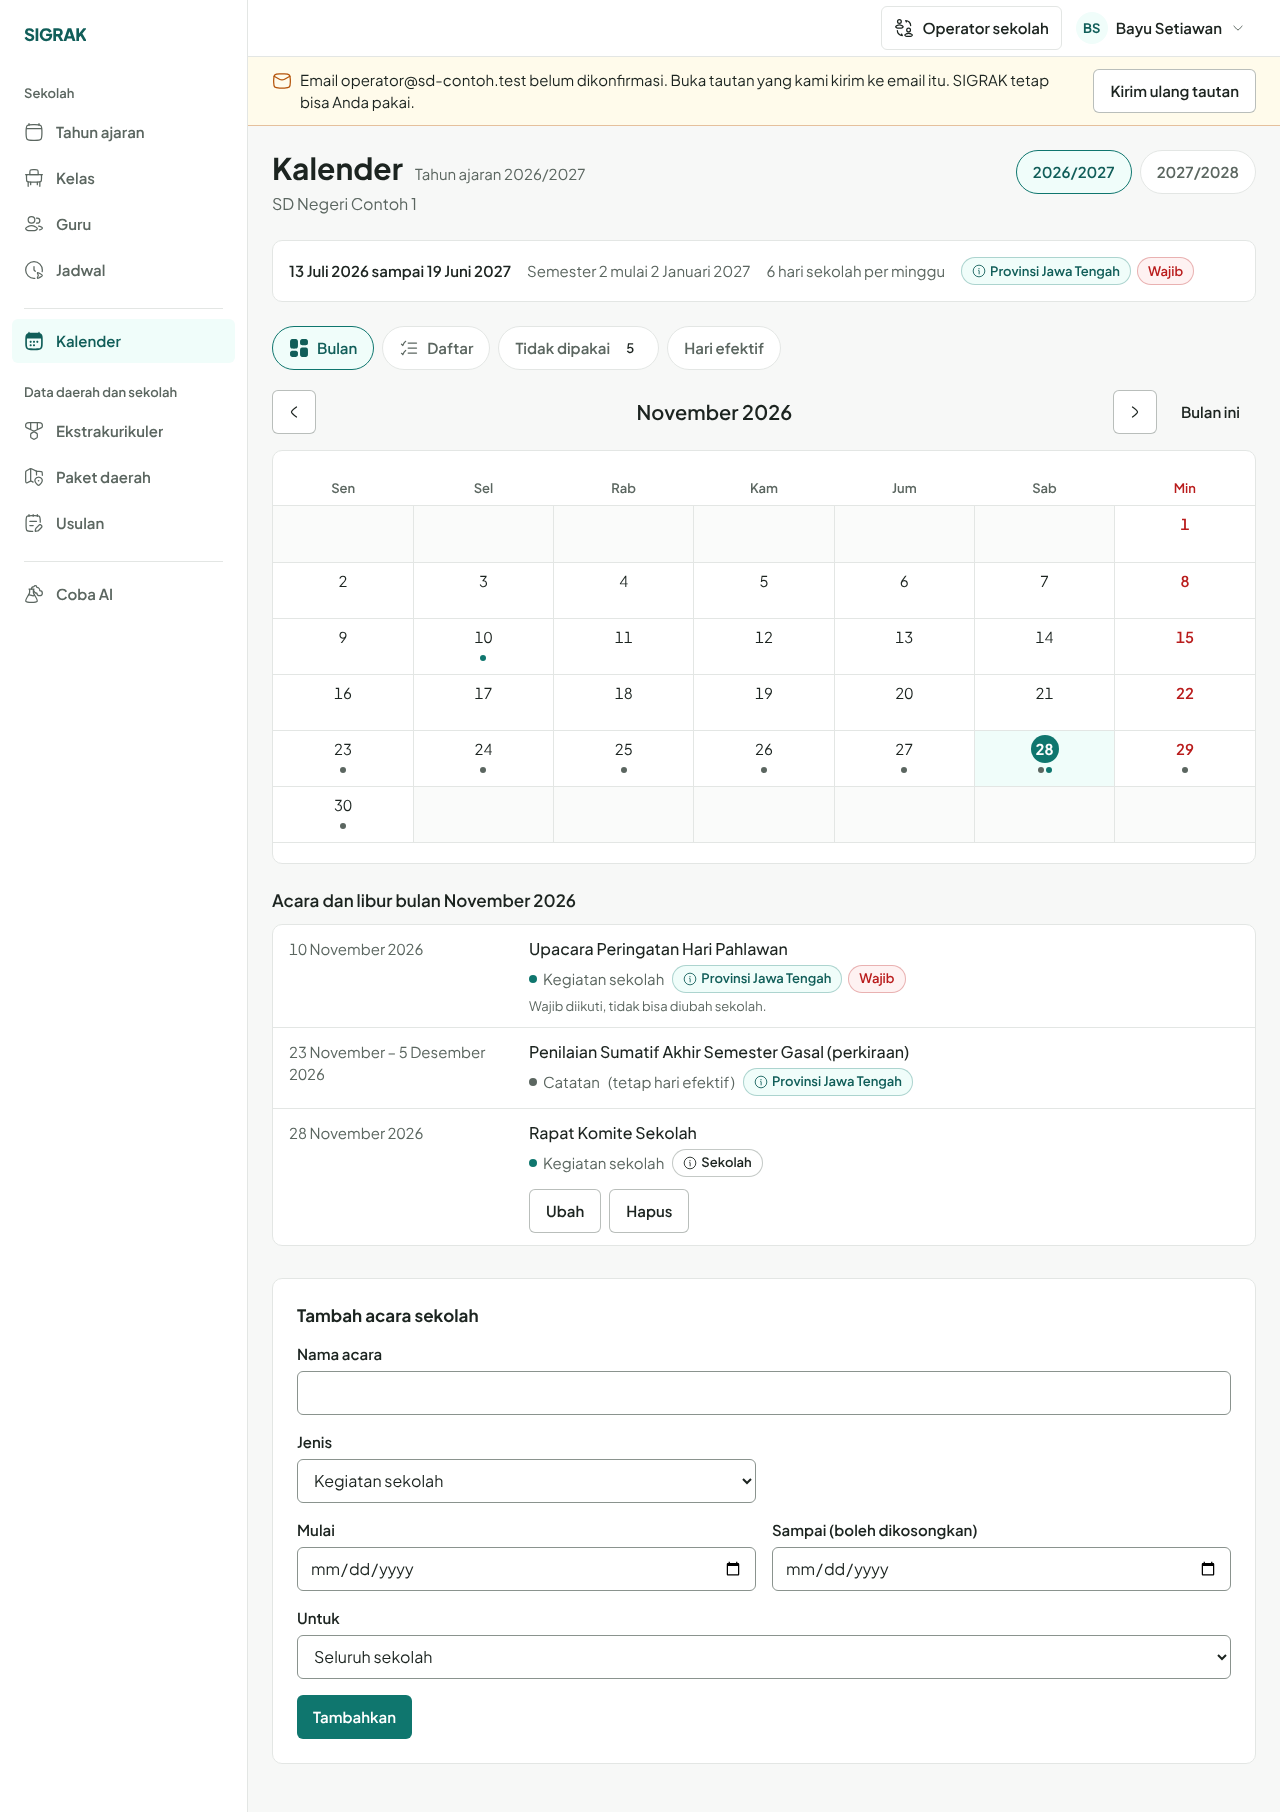 SIGRAK
Operator sekolah
BS
Bayu Setiawan
Sekolah
Tahun ajaran
Kelas
Guru
Jadwal
Kalender
Data daerah dan sekolah
Ekstrakurikuler
Paket daerah
Usulan
Coba AI
Email operator@sd-contoh.test belum dikonfirmasi. Buka tautan yang kami kirim ke email itu. SIGRAK tetap
bisa Anda pakai.
Kirim ulang tautan
Kalender Tahun ajaran 2026/2027
SD Negeri Contoh 1
2026/2027
2027/2028
13 Juli 2026 sampai 19 Juni 2027 Semester 2 mulai 2 Januari 2027 6 hari sekolah per minggu Provinsi Jawa Tengah Wajib
Bulan
Daftar
Tidak dipakai 5
Hari efektif
November 2026
Bulan ini
Sen Sel Rab Kam Jum Sab Min
1
2 3 4 5 6 7 8
9 10 11 12 13 14 15
16 17 18 19 20 21 22
23 24 25 26 27 28 29
30
Acara dan libur bulan November 2026
10 November 2026
Upacara Peringatan Hari Pahlawan
Kegiatan sekolah Provinsi Jawa Tengah Wajib
Wajib diikuti, tidak bisa diubah sekolah.
23 November – 5 Desember
2026
Penilaian Sumatif Akhir Semester Gasal (perkiraan)
Catatan (tetap hari efektif) Provinsi Jawa Tengah
28 November 2026
Rapat Komite Sekolah
Kegiatan sekolah Sekolah
Ubah
Hapus
Tambah acara sekolah
Nama acara
Jenis
Kegiatan sekolah
Mulai
mm/dd/yyyy
Sampai (boleh dikosongkan)
mm/dd/yyyy
Untuk
Seluruh sekolah
Tambahkan